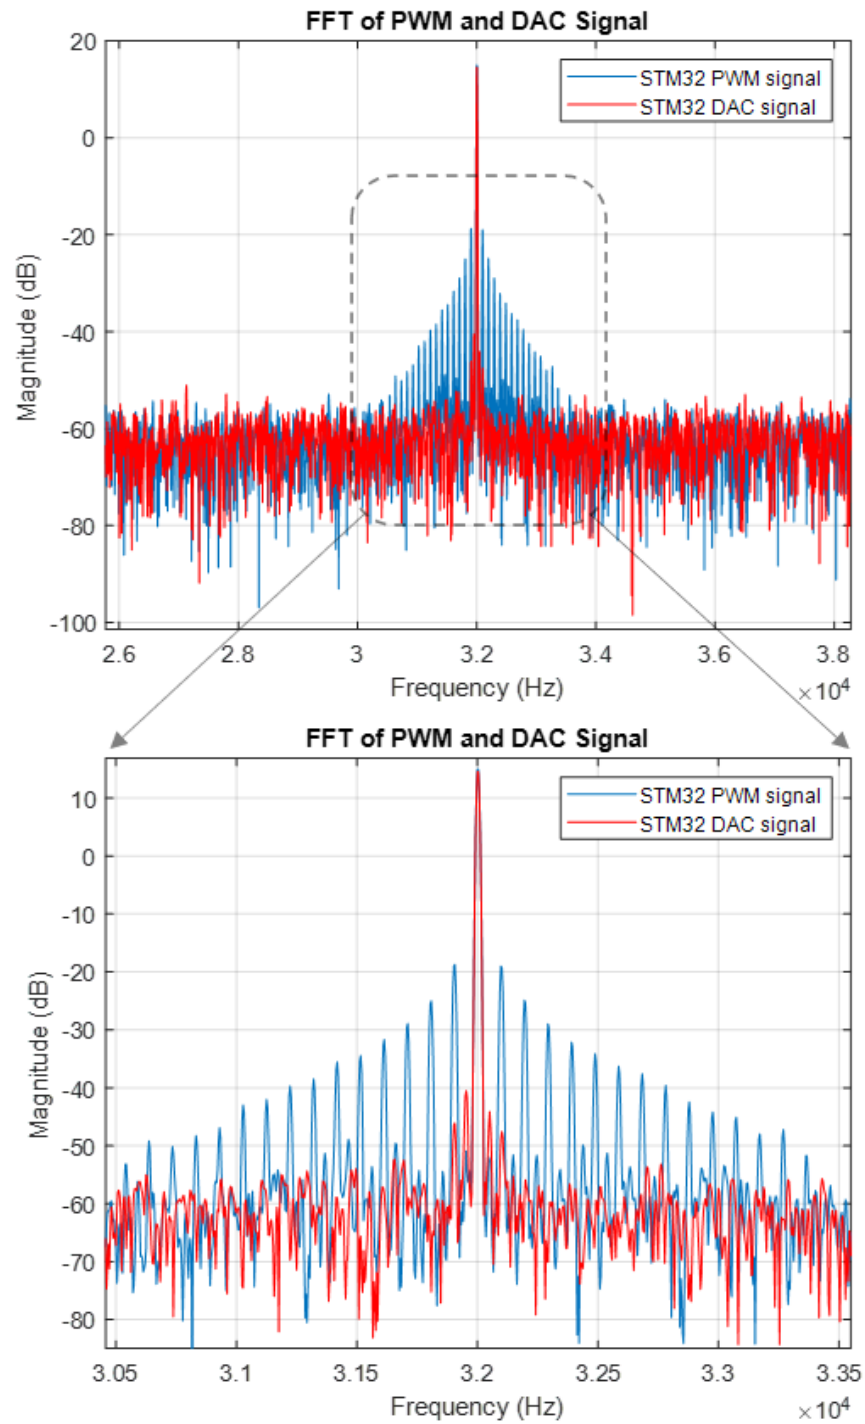 FFT of PWM and DAC Signal
20
0
-20
-40
-60
-80
-100
Magnitude (dB)
STM32 PWM signal
STM32 DAC signal
2.6 2.8 3 3.2 3.4 3.6 3.8
Frequency (Hz)
×10⁴
FFT of PWM and DAC Signal
10
0
-10
-20
-30
-40
-50
-60
-70
-80
Magnitude (dB)
STM32 PWM signal
STM32 DAC signal
3.05 3.1 3.15 3.2 3.25 3.3 3.35
Frequency (Hz)
×10⁴